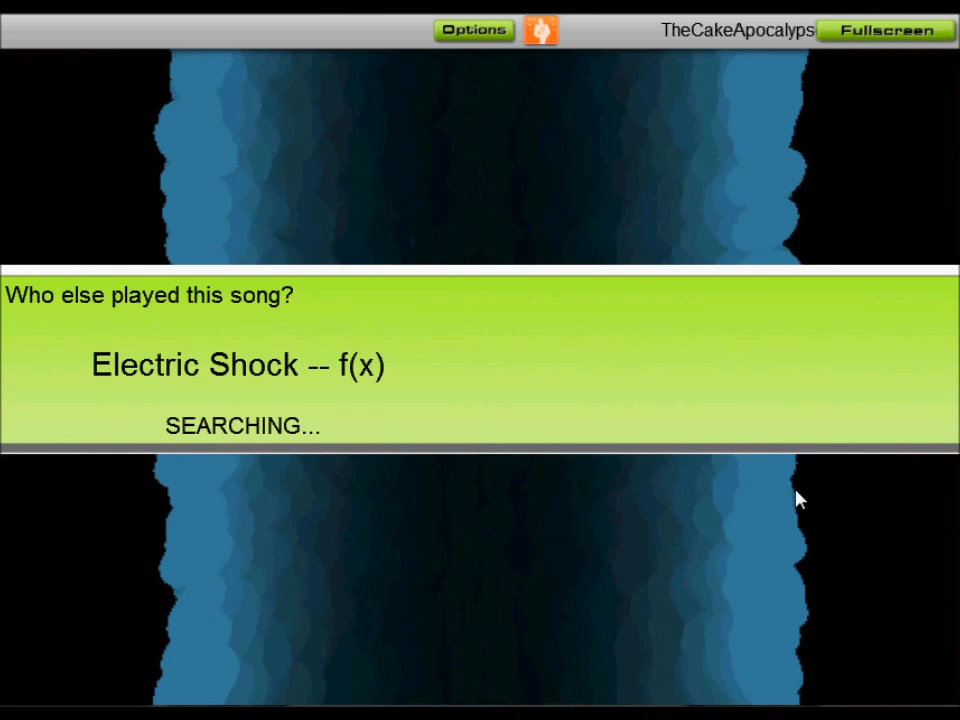 Options
TheCakeApocalyps
Fullscreen
Who else played this song?
Electric Shock -- f(x)
SEARCHING...